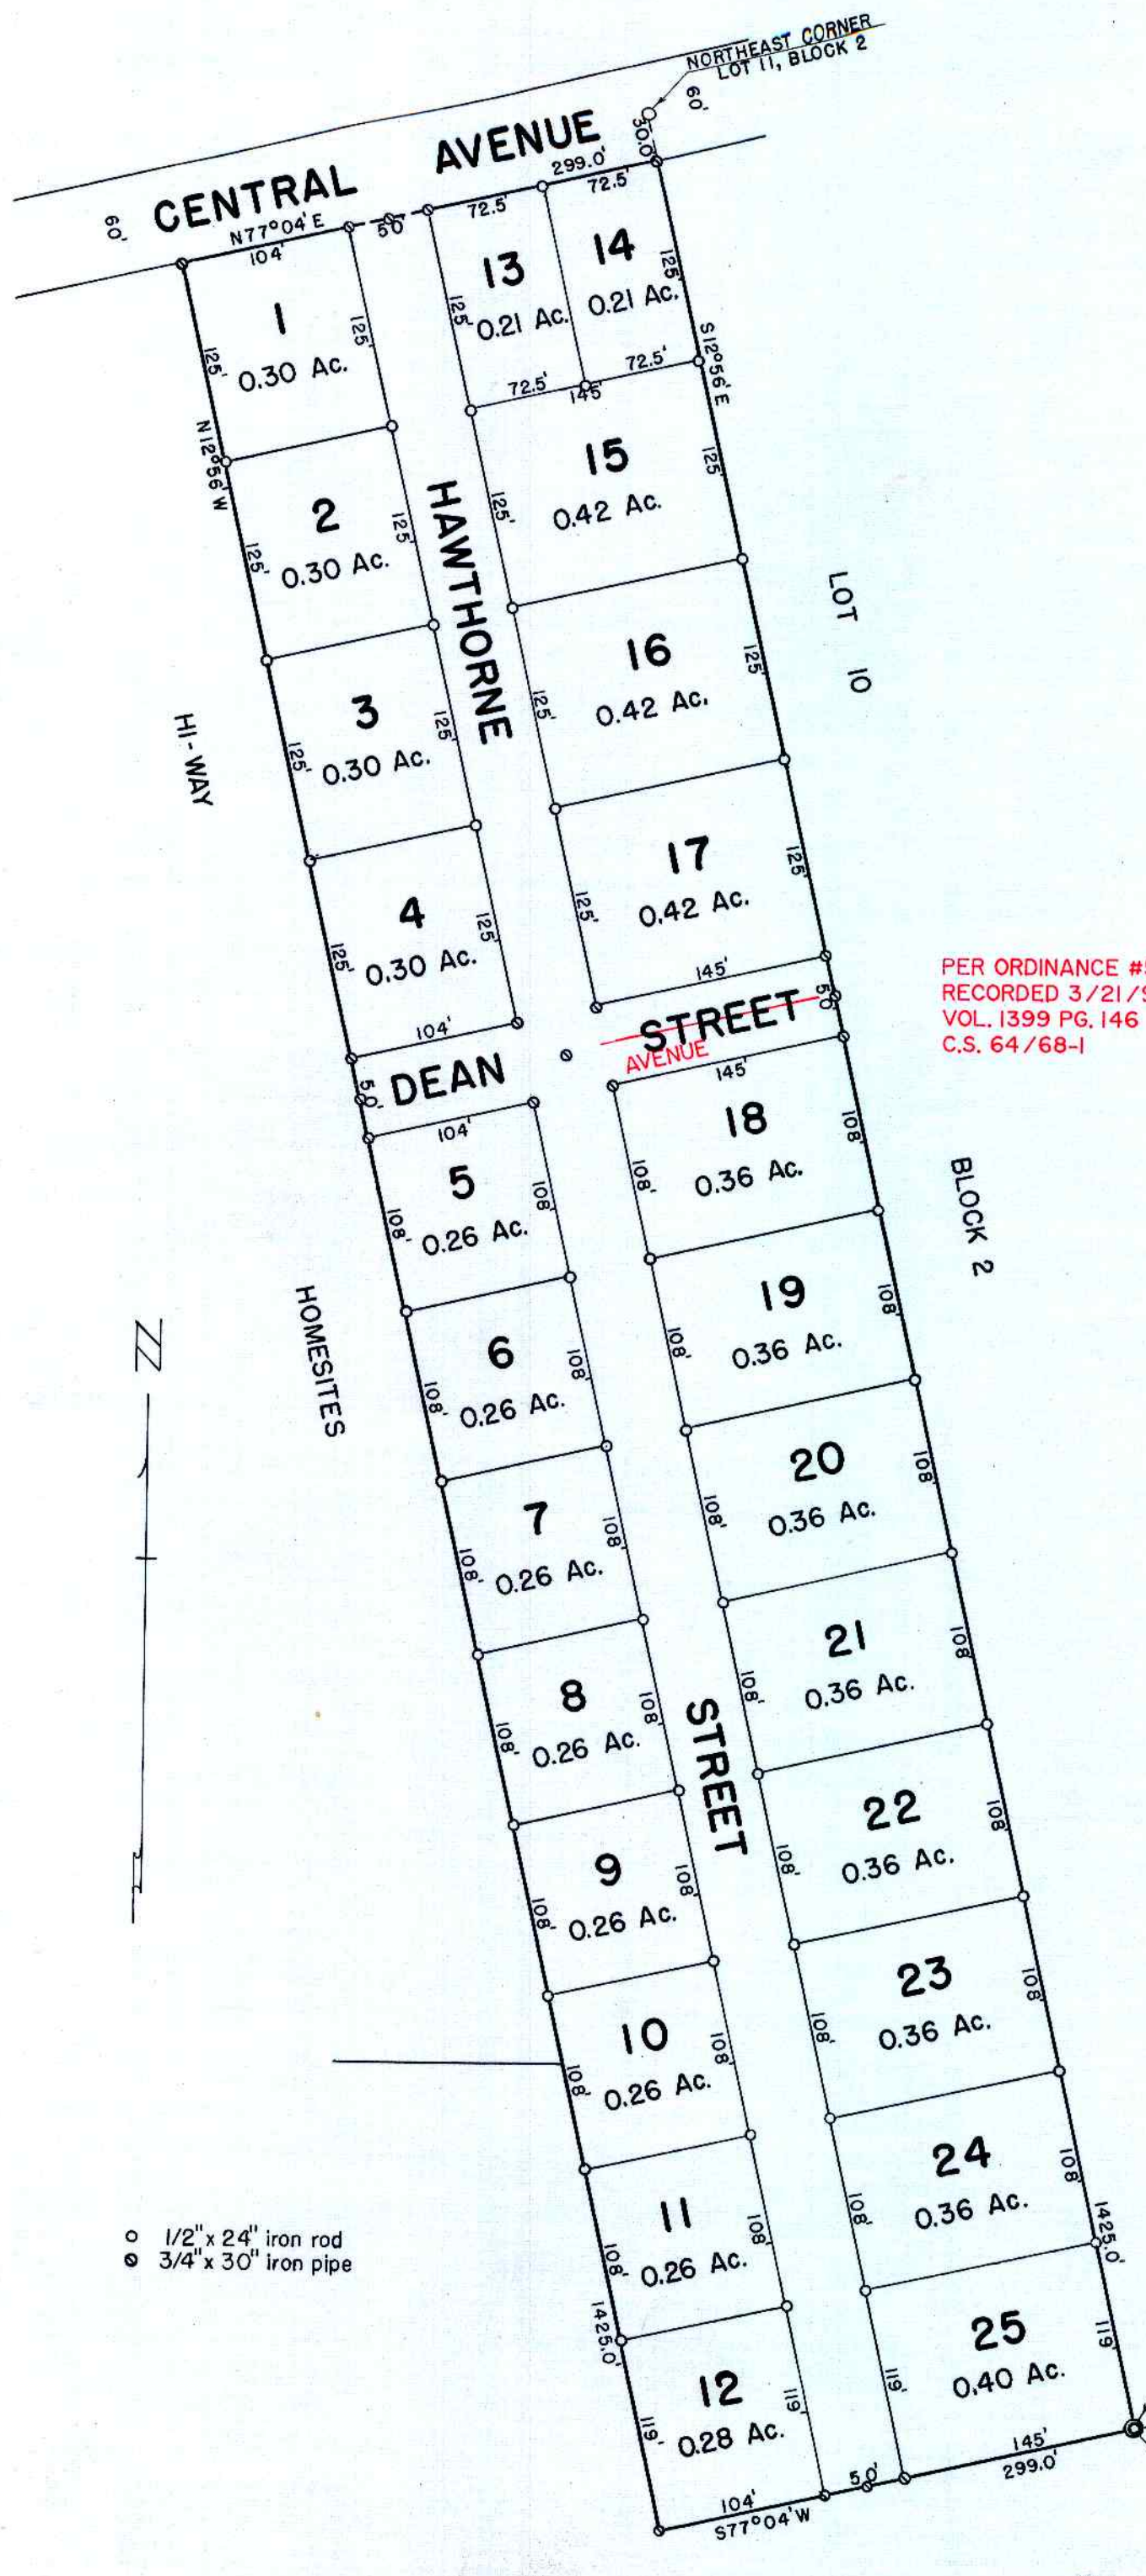 NORTHEAST CORNER
LOT 11, BLOCK 2
60'
30.0'
CENTRAL AVENUE
60'
N77°04'E
299.0'
104'
50'
72.5'
72.5'
1
0.30 Ac.
125'
125'
13
0.21 Ac.
125'
14
0.21 Ac.
125'
S12°56'E
72.5'
72.5'
145'
N12°56'W
2
0.30 Ac.
125'
125'
HAWTHORNE
15
0.42 Ac.
125'
125'
LOT 10
3
0.30 Ac.
125'
125'
16
0.42 Ac.
125'
125'
HI-WAY
4
0.30 Ac.
125'
125'
104'
17
0.42 Ac.
125'
125'
145'
PER ORDINANCE
RECORDED 3/21/
VOL. 1399 PG. 146
C.S. 64/68-1
DEAN STREET
AVENUE
50'
50'
104'
145'
5
0.26 Ac.
108'
108'
18
0.36 Ac.
108'
108'
BLOCK 2
HOMESITES
N
6
0.26 Ac.
108'
108'
19
0.36 Ac.
108'
108'
7
0.26 Ac.
108'
108'
20
0.36 Ac.
108'
108'
8
0.26 Ac.
108'
108'
21
0.36 Ac.
108'
108'
STREET
9
0.26 Ac.
108'
108'
22
0.36 Ac.
108'
108'
10
0.26 Ac.
108'
108'
23
0.36 Ac.
108'
108'
11
0.26 Ac.
108'
108'
24
0.36 Ac.
108'
108'
1425.0'
1/2"x 24" iron rod
3/4"x 30" iron pipe
1425.0'
12
0.28 Ac.
119'
119'
25
0.40 Ac.
119'
119'
104'
50'
145'
S77°04'W
299.0'